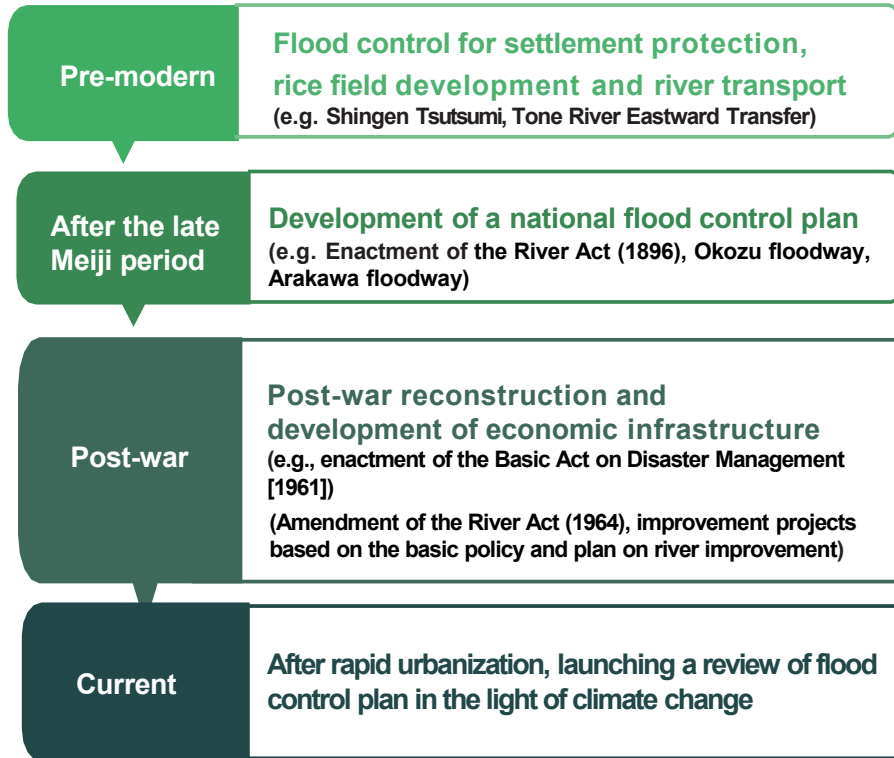 Pre-modern
Flood control for settlement protection,
rice field development and river transport
(e.g. Shingen Tsutsumi, Tone River Eastward Transfer)
After the late
Meiji period
Development of a national flood control plan
(e.g. Enactment of the River Act (1896), Okozu floodway,
Arakawa floodway)
Post-war
Post-war reconstruction and
development of economic infrastructure
(e.g., enactment of the Basic Act on Disaster Management
[1961])
(Amendment of the River Act (1964), improvement projects
based on the basic policy and plan on river improvement)
Current
After rapid urbanization, launching a review of flood
control plan in the light of climate change